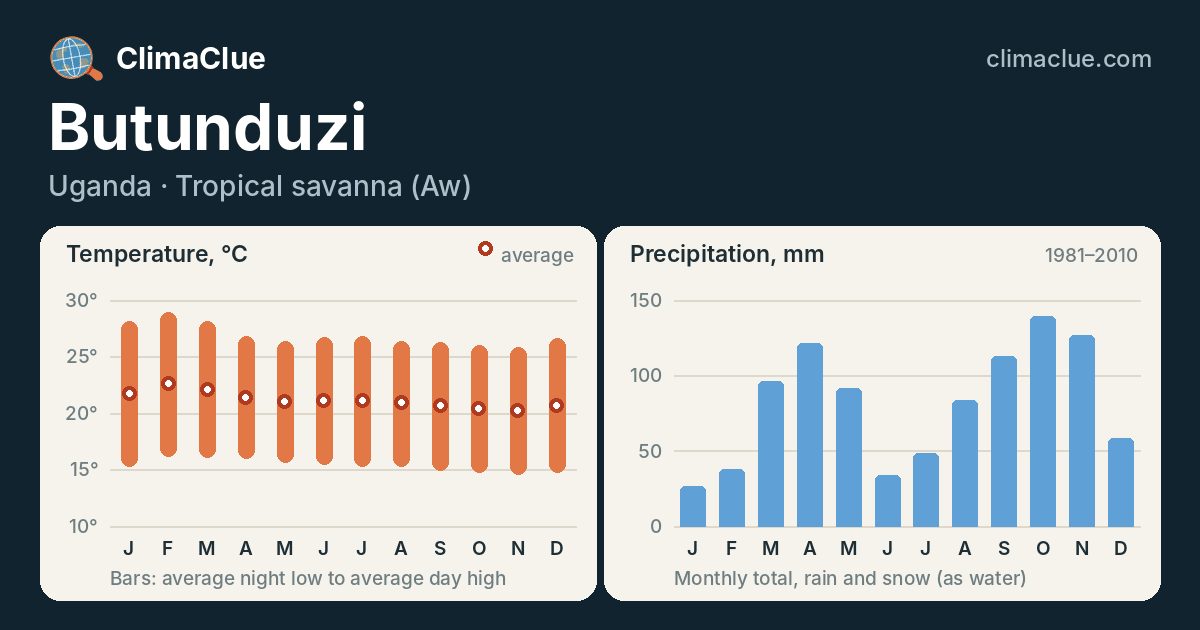 ClimaClue
climaclue.com
Butunduzi
Uganda · Tropical savanna (Aw)
Temperature, °C
average
30°
25°
20°
15°
10°
J F M A M J J A S O N D
Bars: average night low to average day high
Precipitation, mm
1981–2010
150
100
50
0
J F M A M J J A S O N D
Monthly total, rain and snow (as water)